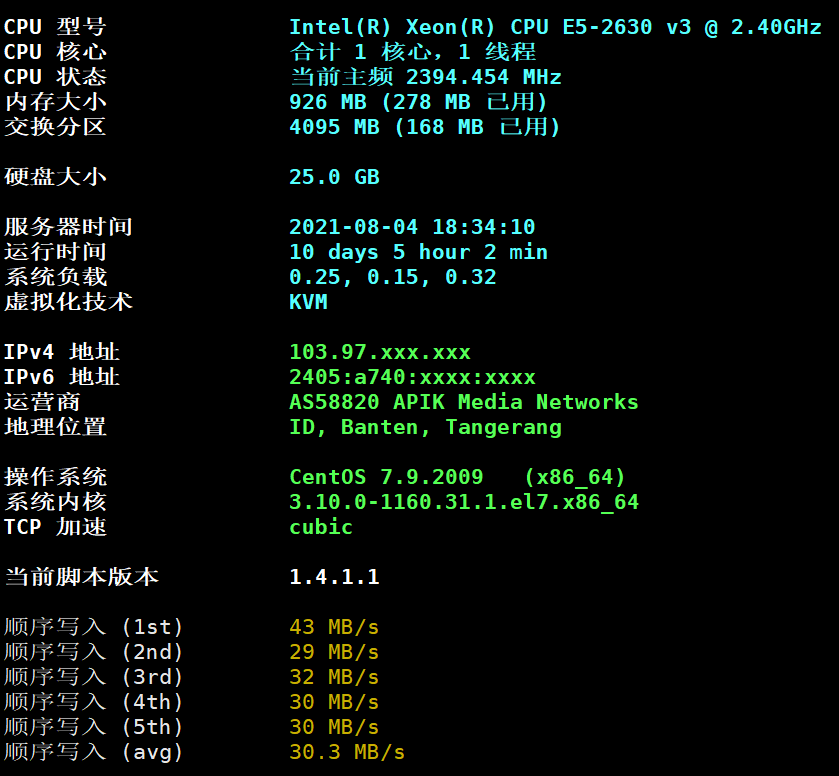 CPU 型号 Intel(R) Xeon(R) CPU E5-2630 v3 @ 2.40GHz
CPU 核心 合计 1 核心, 1 线程
CPU 状态 当前主频 2394.454 MHz
内存大小 926 MB (278 MB 已用)
交换分区 4095 MB (168 MB 已用)
硬盘大小 25.0 GB
服务器时间 2021-08-04 18:34:10
运行时间 10 days 5 hour 2 min
系统负载 0.25, 0.15, 0.32
虚拟化技术 KVM
IPv4 地址 103.97.xxx.xxx
IPv6 地址 2405:a740:xxxx:xxxx
运营商 AS58820 APIK Media Networks
地理位置 ID, Banten, Tangerang
操作系统 CentOS 7.9.2009 (x86_64)
系统内核 3.10.0-1160.31.1.el7.x86_64
TCP 加速 cubic
当前脚本版本 1.4.1.1
顺序写入 (1st) 43 MB/s
顺序写入 (2nd) 29 MB/s
顺序写入 (3rd) 32 MB/s
顺序写入 (4th) 30 MB/s
顺序写入 (5th) 30 MB/s
顺序写入 (avg) 30.3 MB/s